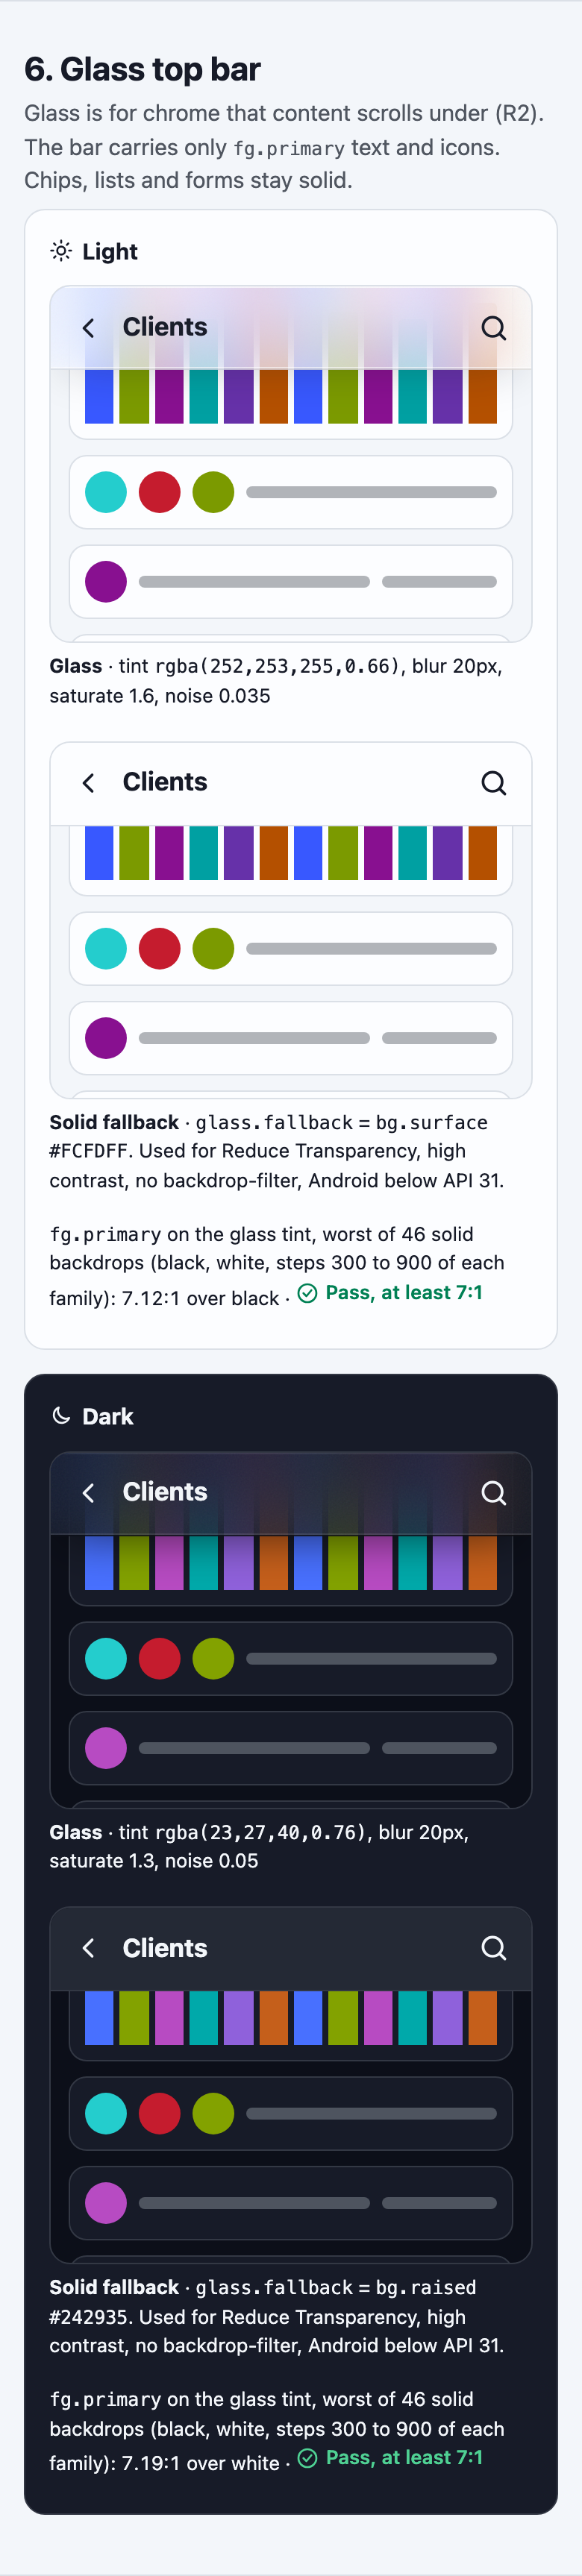 6. Glass top bar
Glass is for chrome that content scrolls under (R2).
The bar carries only fg.primary text and icons.
Chips, lists and forms stay solid.
Light
Clients
Glass · tint rgba(252,253,255,0.66), blur 20px,
saturate 1.6, noise 0.035
Clients
Solid fallback · glass.fallback = bg.surface
#FCFDFF. Used for Reduce Transparency, high
contrast, no backdrop-filter, Android below API 31.
fg.primary on the glass tint, worst of 46 solid
backdrops (black, white, steps 300 to 900 of each
family): 7.12:1 over black · Pass, at least 7:1
Dark
Clients
Glass · tint rgba(23,27,40,0.76), blur 20px,
saturate 1.3, noise 0.05
Clients
Solid fallback · glass.fallback = bg.raised
#242935. Used for Reduce Transparency, high
contrast, no backdrop-filter, Android below API 31.
fg.primary on the glass tint, worst of 46 solid
backdrops (black, white, steps 300 to 900 of each
family): 7.19:1 over white · Pass, at least 7:1